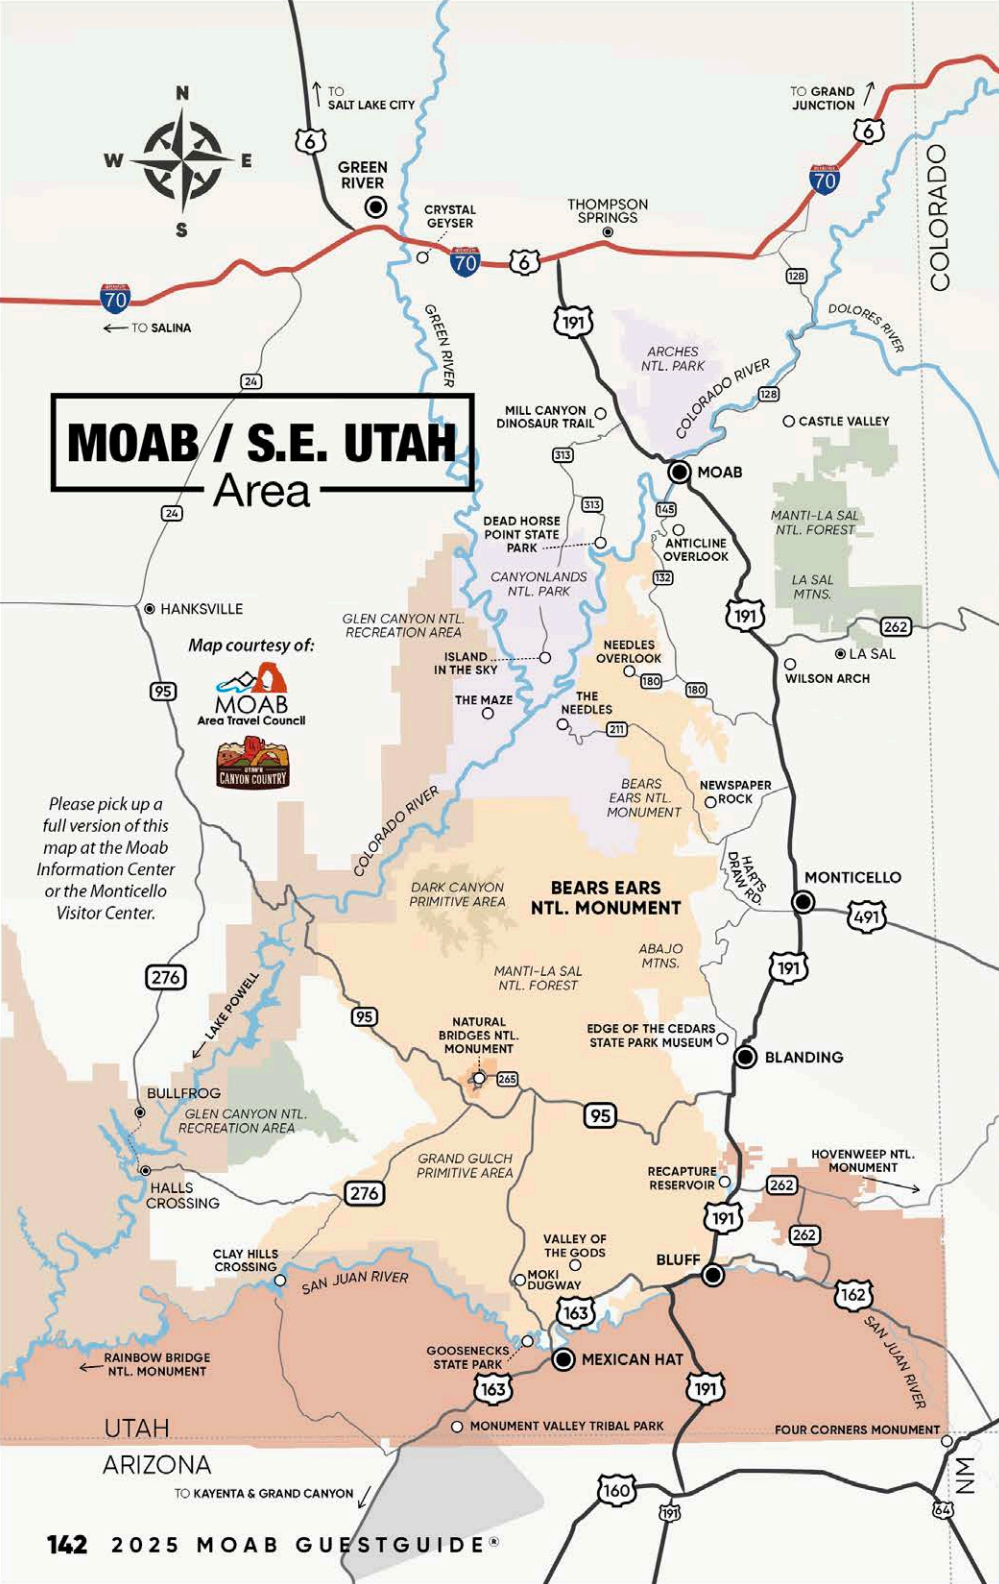 N
W
E
S
TO
SALT LAKE CITY
6
GREEN
RIVER
TO GRAND
JUNCTION
6
70
COLORADO
CRYSTAL
GEYSER
THOMPSON
SPRINGS
70
6
70
TO SALINA
128
191
GREEN RIVER
DOLORES RIVER
ARCHES
NTL. PARK
COLORADO RIVER
24
128
MILL CANYON
DINOSAUR TRAIL
CASTLE VALLEY
MOAB / S.E. UTAH
Area
313
MOAB
24
313
145
DEAD HORSE
POINT STATE
PARK
ANTICLINE
OVERLOOK
MANTI-LA SAL
NTL. FOREST
CANYONLANDS
NTL. PARK
132
LA SAL
MTNS.
HANKSVILLE
191
262
GLEN CANYON NTL.
RECREATION AREA
Map courtesy of:
ISLAND
IN THE SKY
NEEDLES
OVERLOOK
LA SAL
WILSON ARCH
MOAB
Area Travel Council
95
180
180
THE MAZE
THE
NEEDLES
211
UTAH'S
CANYON COUNTRY
BEARS
EARS NTL.
MONUMENT
NEWSPAPER
ROCK
Please pick up a
full version of this
map at the Moab
Information Center
or the Monticello
Visitor Center.
COLORADO RIVER
HARTS
DRAW RD.
DARK CANYON
PRIMITIVE AREA
BEARS EARS
NTL. MONUMENT
MONTICELLO
491
ABAJO
MTNS.
MANTI-LA SAL
NTL. FOREST
191
276
LAKE POWELL
95
NATURAL
BRIDGES NTL.
MONUMENT
EDGE OF THE CEDARS
STATE PARK MUSEUM
BLANDING
265
BULLFROG
GLEN CANYON NTL.
RECREATION AREA
95
GRAND GULCH
PRIMITIVE AREA
HOVENWEEP NTL.
MONUMENT
RECAPTURE
RESERVOIR
262
HALLS
CROSSING
276
191
262
CLAY HILLS
CROSSING
VALLEY OF
THE GODS
BLUFF
SAN JUAN RIVER
MOKI
DUGWAY
162
163
SAN JUAN RIVER
GOOSENECKS
STATE PARK
MEXICAN HAT
RAINBOW BRIDGE
NTL. MONUMENT
163
191
UTAH
MONUMENT VALLEY TRIBAL PARK
FOUR CORNERS MONUMENT
ARIZONA
NM
TO KAYENTA & GRAND CANYON
160
191
64
142 2025 MOAB GUESTGUIDE®